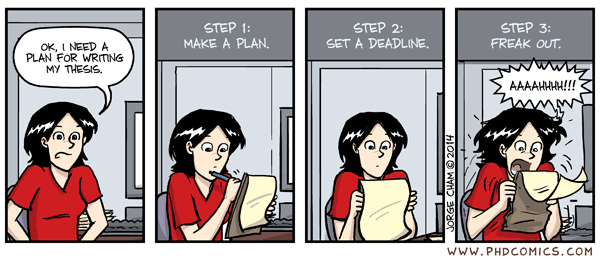 OK, I NEED A
PLAN FOR WRITING
MY THESIS.
STEP 1:
MAKE A PLAN.
STEP 2:
SET A DEADLINE.
STEP 3:
FREAK OUT.
AAAAHHHH!!!
JORGE CHAM © 2014
WWW.PHDCOMICS.COM